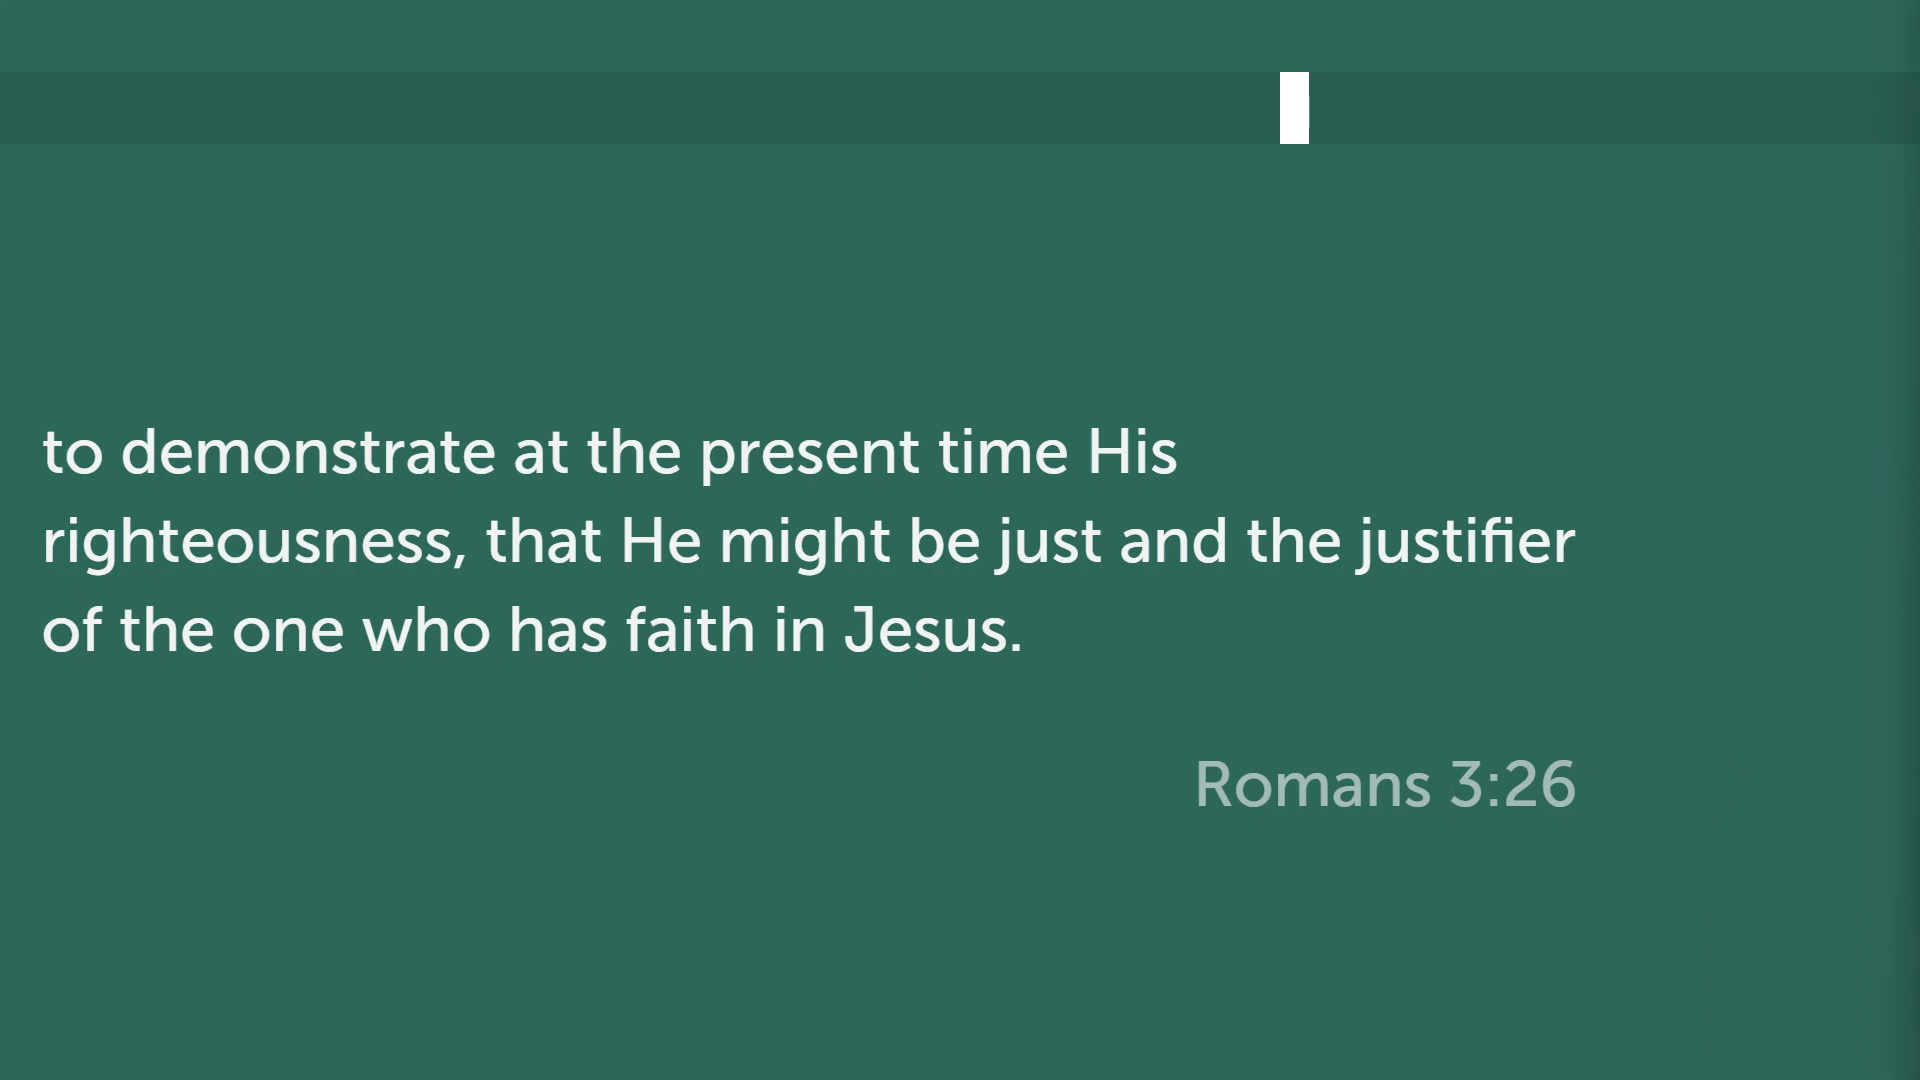 to demonstrate at the present time His
righteousness, that He might be just and the justifier
of the one who has faith in Jesus.
Romans 3:26